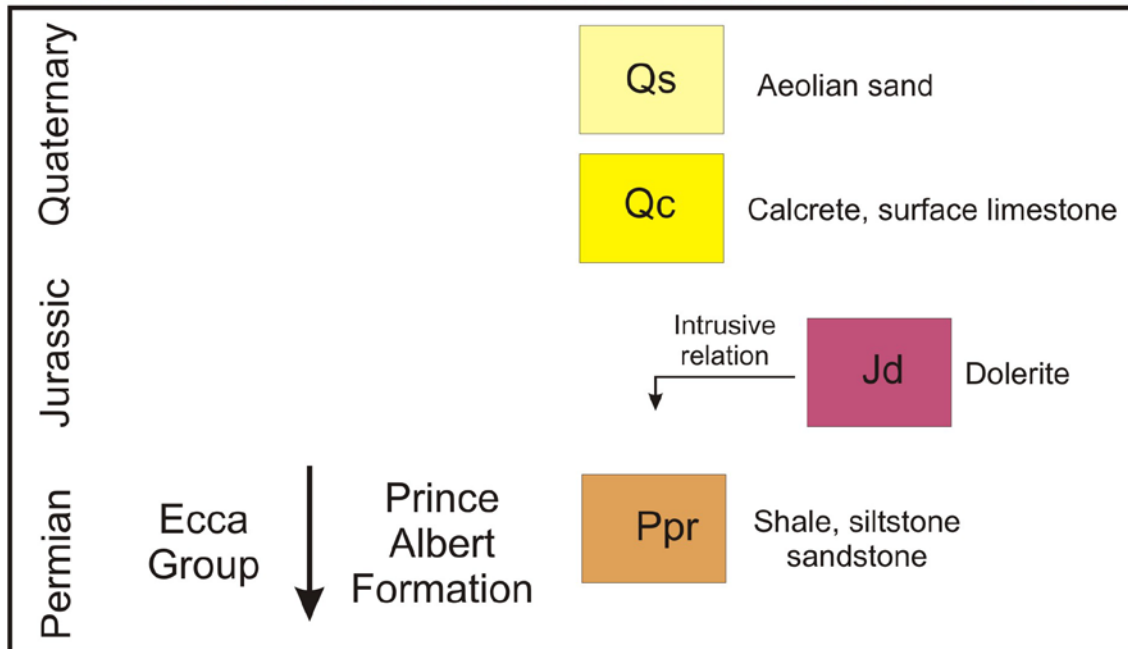 Quaternary
Qs
Aeolian sand
Qc
Calcrete, surface limestone
Jurassic
Intrusive
relation
Jd
Dolerite
Permian
Ecca
Group
Prince
Albert
Formation
Ppr
Shale, siltstone
sandstone